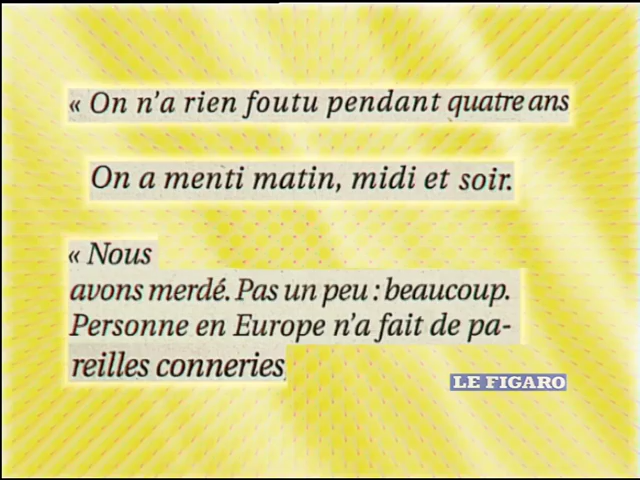 « On n'a rien foutu pendant quatre ans
On a menti matin, midi et soir.
« Nous
avons merdé. Pas un peu : beaucoup.
Personne en Europe n'a fait de pa-
reilles conneries
LE FIGARO